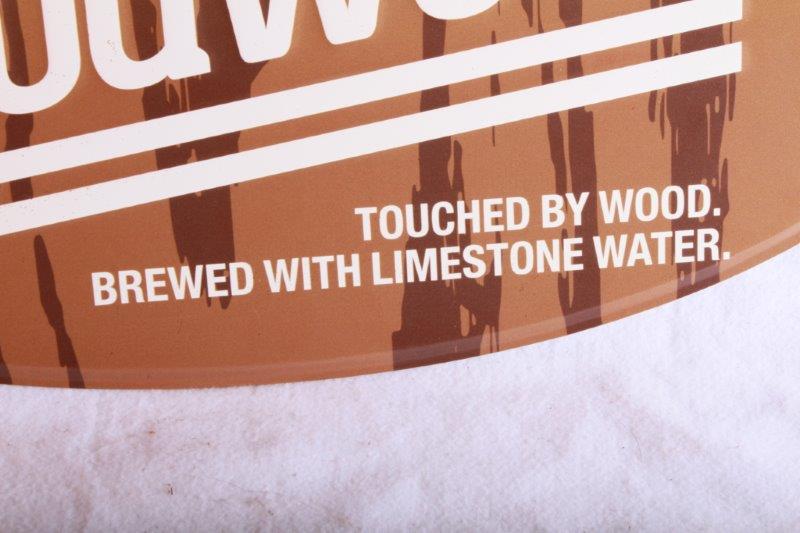 TOUCHED BY WOOD.
BREWED WITH LIMESTONE WATER.